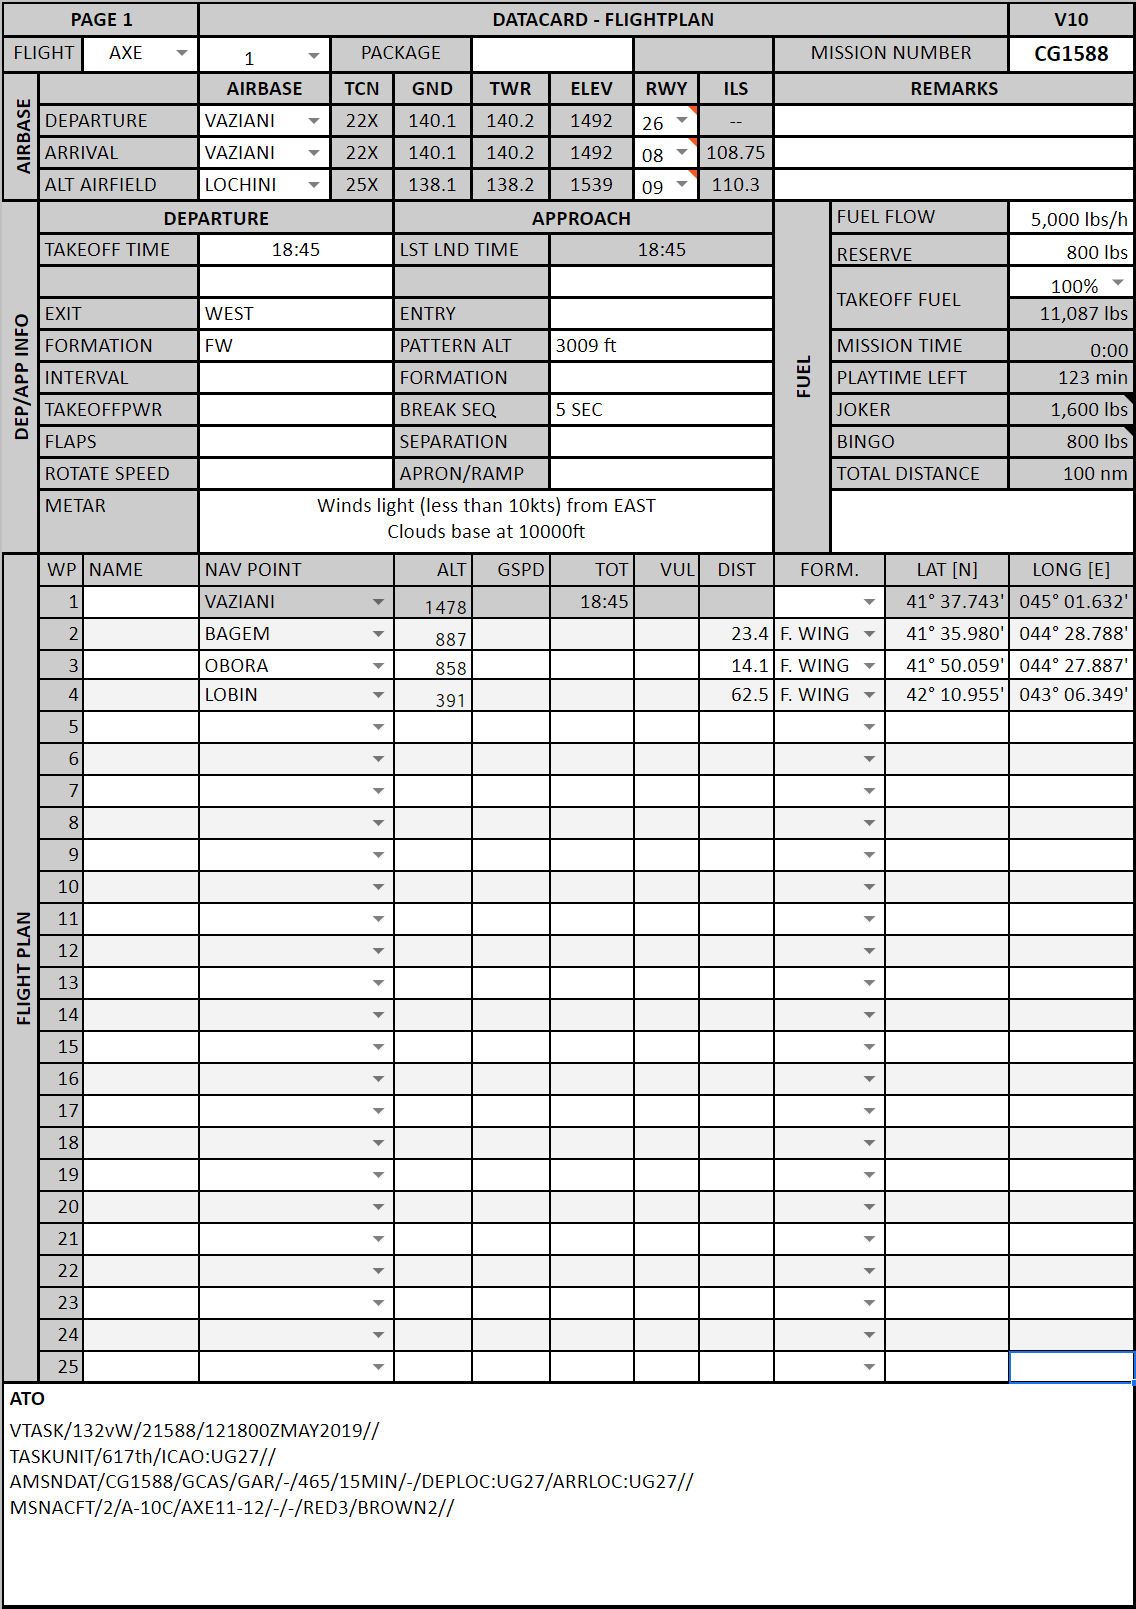 PAGE 1 DATACARD - FLIGHTPLAN V10
FLIGHT AXE 1 PACKAGE MISSION NUMBER CG1588
AIRBASE
AIRBASE TCN GND TWR ELEV RWY ILS REMARKS
DEPARTURE VAZIANI 22X 140.1 140.2 1492 26 --
ARRIVAL VAZIANI 22X 140.1 140.2 1492 08 108.75
ALT AIRFIELD LOCHINI 25X 138.1 138.2 1539 09 110.3
DEP/APP INFO
DEPARTURE APPROACH
TAKEOFF TIME 18:45 LST LND TIME 18:45
EXIT WEST ENTRY
FORMATION FW PATTERN ALT 3009 ft
INTERVAL FORMATION
TAKEOFFPWR BREAK SEQ 5 SEC
FLAPS SEPARATION
ROTATE SPEED APRON/RAMP
METAR Winds light (less than 10kts) from EAST
Clouds base at 10000ft
FUEL
FUEL FLOW 5,000 lbs/h
RESERVE 800 lbs
TAKEOFF FUEL 100%
11,087 lbs
MISSION TIME 0:00
PLAYTIME LEFT 123 min
JOKER 1,600 lbs
BINGO 800 lbs
TOTAL DISTANCE 100 nm
FLIGHT PLAN
WP NAME NAV POINT ALT GSPD TOT VUL DIST FORM. LAT [N] LONG [E]
1 VAZIANI 1478 18:45 41° 37.743' 045° 01.632'
2 BAGEM 887 23.4 F. WING 41° 35.980' 044° 28.788'
3 OBORA 858 14.1 F. WING 41° 50.059' 044° 27.887'
4 LOBIN 391 62.5 F. WING 42° 10.955' 043° 06.349'
5
6
7
8
9
10
11
12
13
14
15
16
17
18
19
20
21
22
23
24
25
ATO
VTASK/132vW/21588/121800ZMAY2019//
TASKUNIT/617th/ICAO:UG27//
AMSNDAT/CG1588/GCAS/GAR/-/465/15MIN/-/DEPLOC:UG27/ARRLOC:UG27//
MSNACFT/2/A-10C/AXE11-12/-/-/RED3/BROWN2//